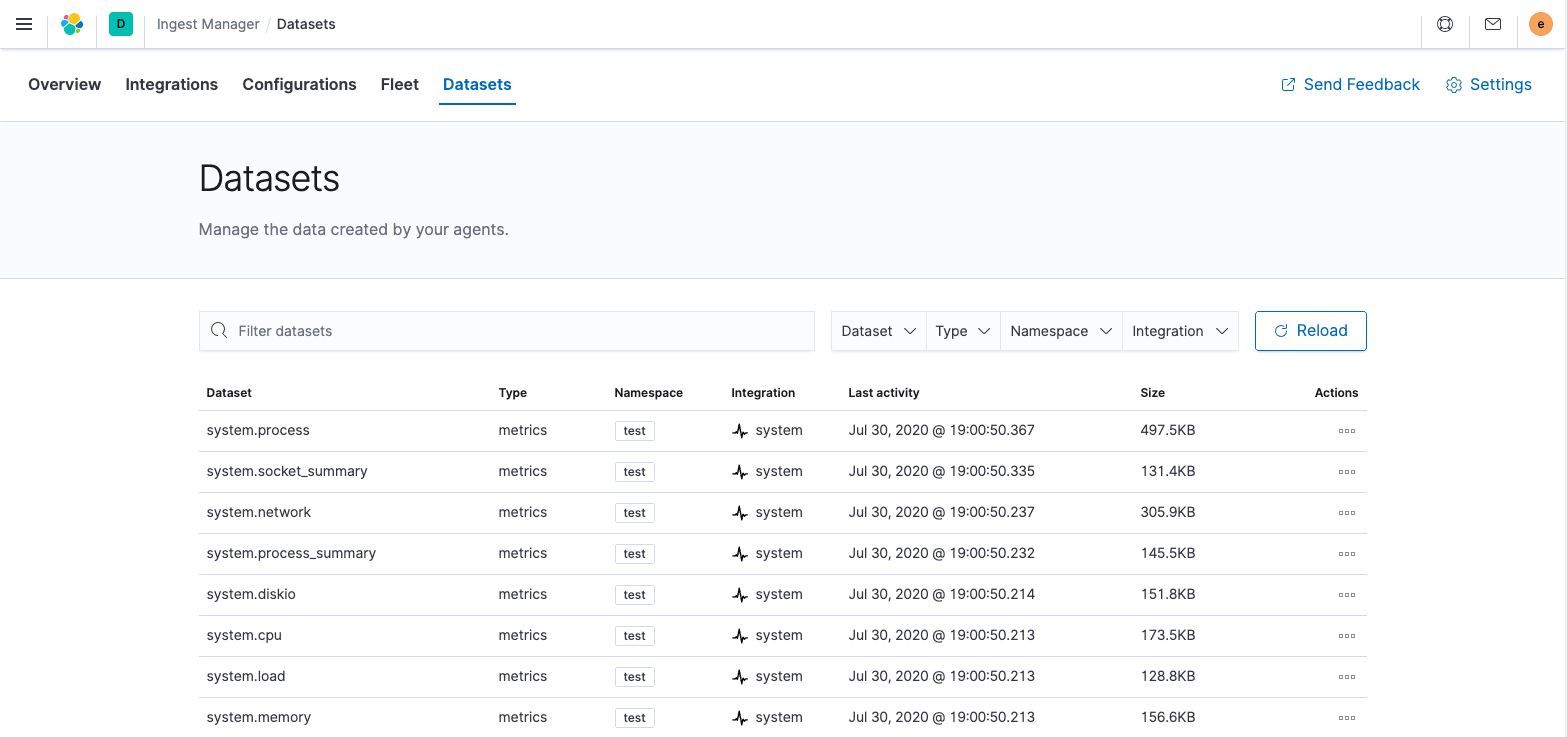 D Ingest Manager / Datasets e
Overview Integrations Configurations Fleet Datasets Send Feedback Settings
Datasets
Manage the data created by your agents.
Filter datasets Dataset Type Namespace Integration Reload
Dataset Type Namespace Integration Last activity Size Actions
system.process metrics test system Jul 30, 2020 @ 19:00:50.367 497.5KB
system.socket_summary metrics test system Jul 30, 2020 @ 19:00:50.335 131.4KB
system.network metrics test system Jul 30, 2020 @ 19:00:50.237 305.9KB
system.process_summary metrics test system Jul 30, 2020 @ 19:00:50.232 145.5KB
system.diskio metrics test system Jul 30, 2020 @ 19:00:50.214 151.8KB
system.cpu metrics test system Jul 30, 2020 @ 19:00:50.213 173.5KB
system.load metrics test system Jul 30, 2020 @ 19:00:50.213 128.8KB
system.memory metrics test system Jul 30, 2020 @ 19:00:50.213 156.6KB